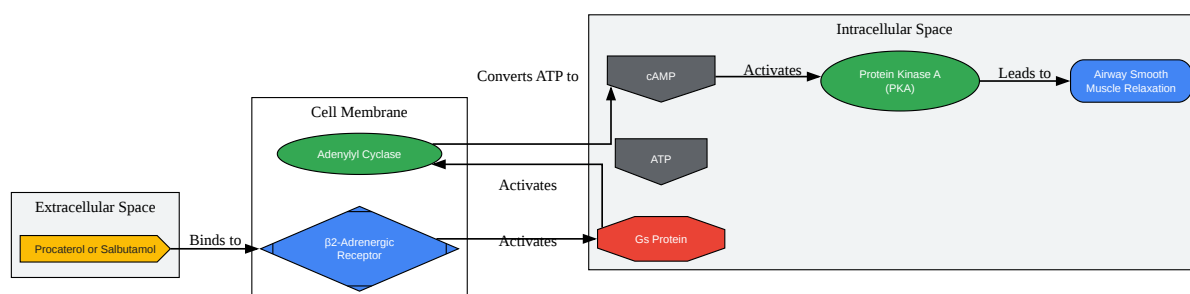 Extracellular Space
Procaterol or Salbutamol
Binds to
Cell Membrane
Adenylyl Cyclase
β2-Adrenergic
Receptor
Converts ATP to
Activates
Activates
Intracellular Space
cAMP
Activates
Protein Kinase A
(PKA)
Leads to
Airway Smooth
Muscle Relaxation
ATP
Gs Protein